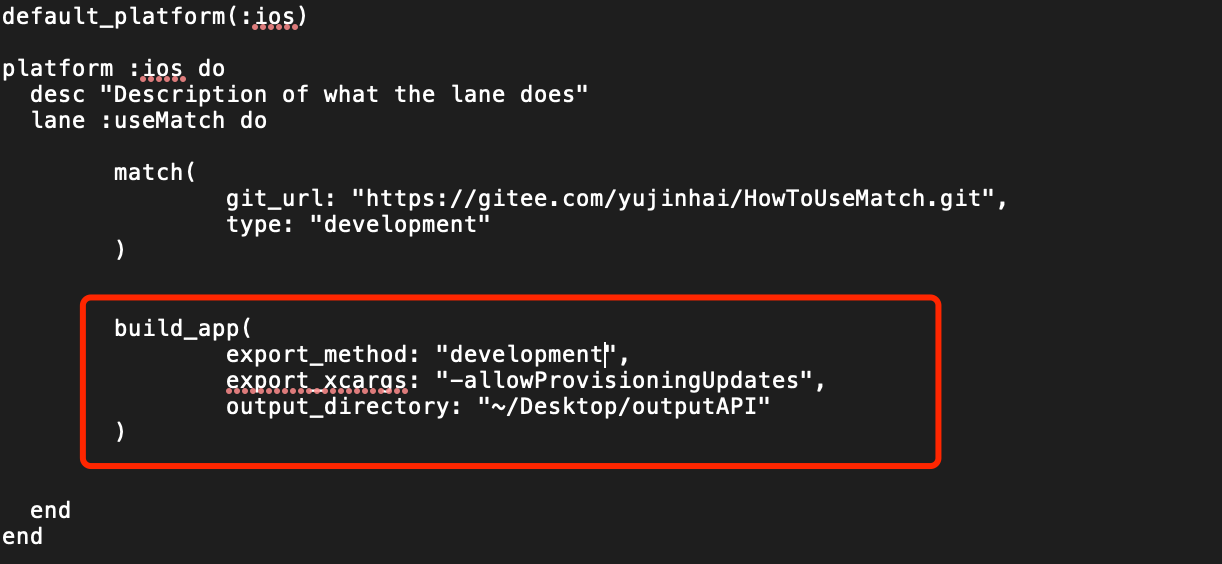 default_platform(:ios)
platform :ios do
desc "Description of what the lane does"
lane :useMatch do
match(
git_url: "https://gitee.com/yujinhai/HowToUseMatch.git",
type: "development"
)
build_app(
export_method: "development",
export_xcargs: "-allowProvisioningUpdates",
output_directory: "~/Desktop/outputAPI"
)
end
end